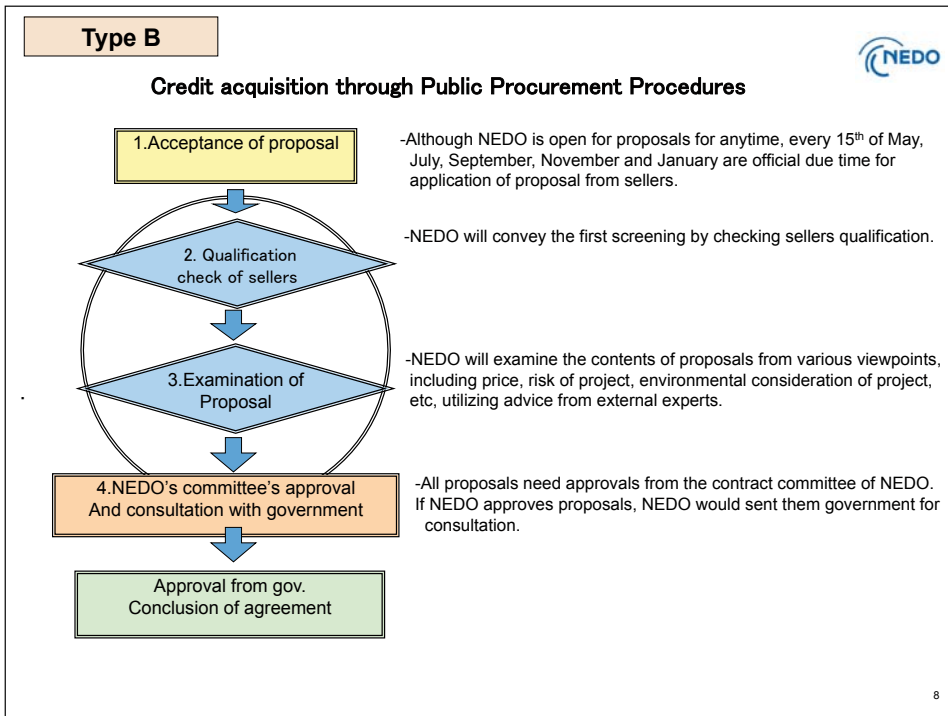 Type B
NEDO
Credit acquisition through Public Procurement Procedures
1.Acceptance of proposal
-Although NEDO is open for proposals for anytime, every 15th of May,
July, September, November and January are official due time for
application of proposal from sellers.
2. Qualification
check of sellers
-NEDO will convey the first screening by checking sellers qualification.
3.Examination of
Proposal
-NEDO will examine the contents of proposals from various viewpoints,
including price, risk of project, environmental consideration of project,
etc, utilizing advice from external experts.
.
4.NEDO's committee's approval
And consultation with government
-All proposals need approvals from the contract committee of NEDO.
If NEDO approves proposals, NEDO would sent them government for
consultation.
Approval from gov.
Conclusion of agreement
8